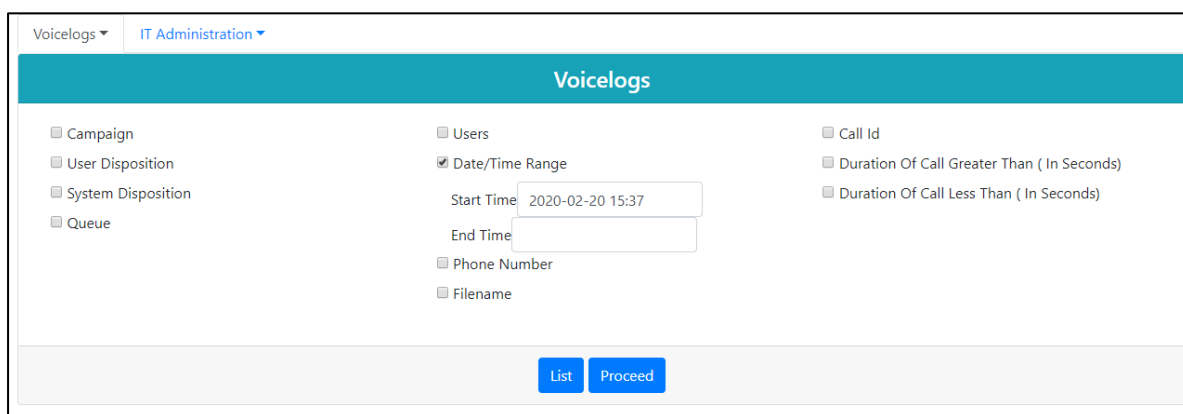 Voicelogs
IT Administration
Voicelogs
Campaign
User Disposition
System Disposition
Queue
Users
Date/Time Range
Start Time 2020-02-20 15:37
End Time
Phone Number
Filename
Call Id
Duration Of Call Greater Than ( In Seconds)
Duration Of Call Less Than ( In Seconds)
List
Proceed